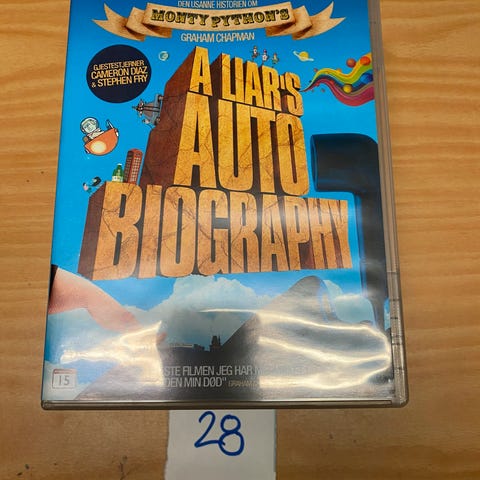 DEN USANNE HISTORIEN OM
MONTY PYTHON'S
GRAHAM CHAPMAN
GJESTESTJERNER
CAMERON DIAZ
& STEPHEN FRY
A LIAR'S
AUTO
BIOGRAPHY
STE FILMEN JEG HAR
DEN MIN DØD" GRAHAM
15
28